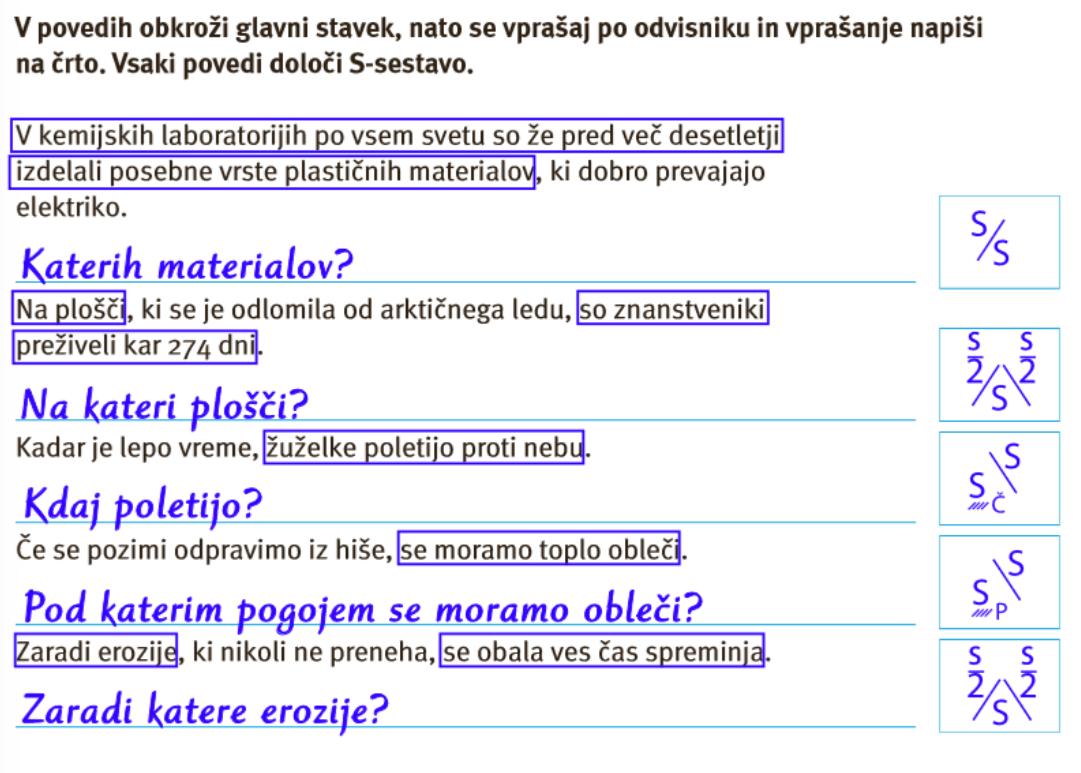 V povedih obkroži glavni stavek, nato se vprašaj po odvisniku in vprašanje napiši
na črto. Vsaki povedi določi S-sestavo.
V kemijskih laboratorijih po vsem svetu so že pred več desetletji
izdelali posebne vrste plastičnih materialov, ki dobro prevajajo
elektriko.
S/S
Katerih materialov?
Na plošči, ki se je odlomila od arktičnega ledu, so znanstveniki
preživeli kar 274 dni.
S/2 /S\ S/2
Na kateri plošči?
Kadar je lepo vreme, žuželke poletijo proti nebu.
S Č \ S
Kdaj poletijo?
Če se pozimi odpravimo iz hiše, se moramo toplo obleči.
S P \ S
Pod katerim pogojem se moramo obleči?
Zaradi erozije, ki nikoli ne preneha, se obala ves čas spreminja.
S/2 /S\ S/2
Zaradi katere erozije?